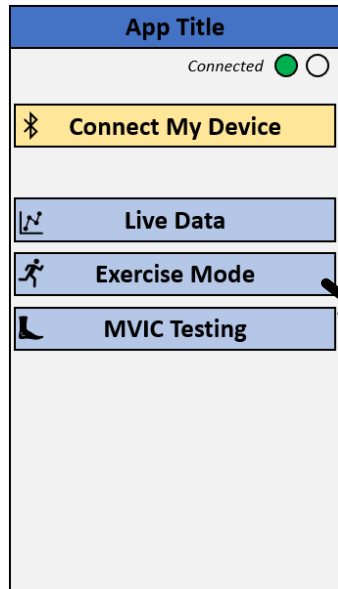 App Title
Connected
Connect My Device
Live Data
Exercise Mode
MVIC Testing